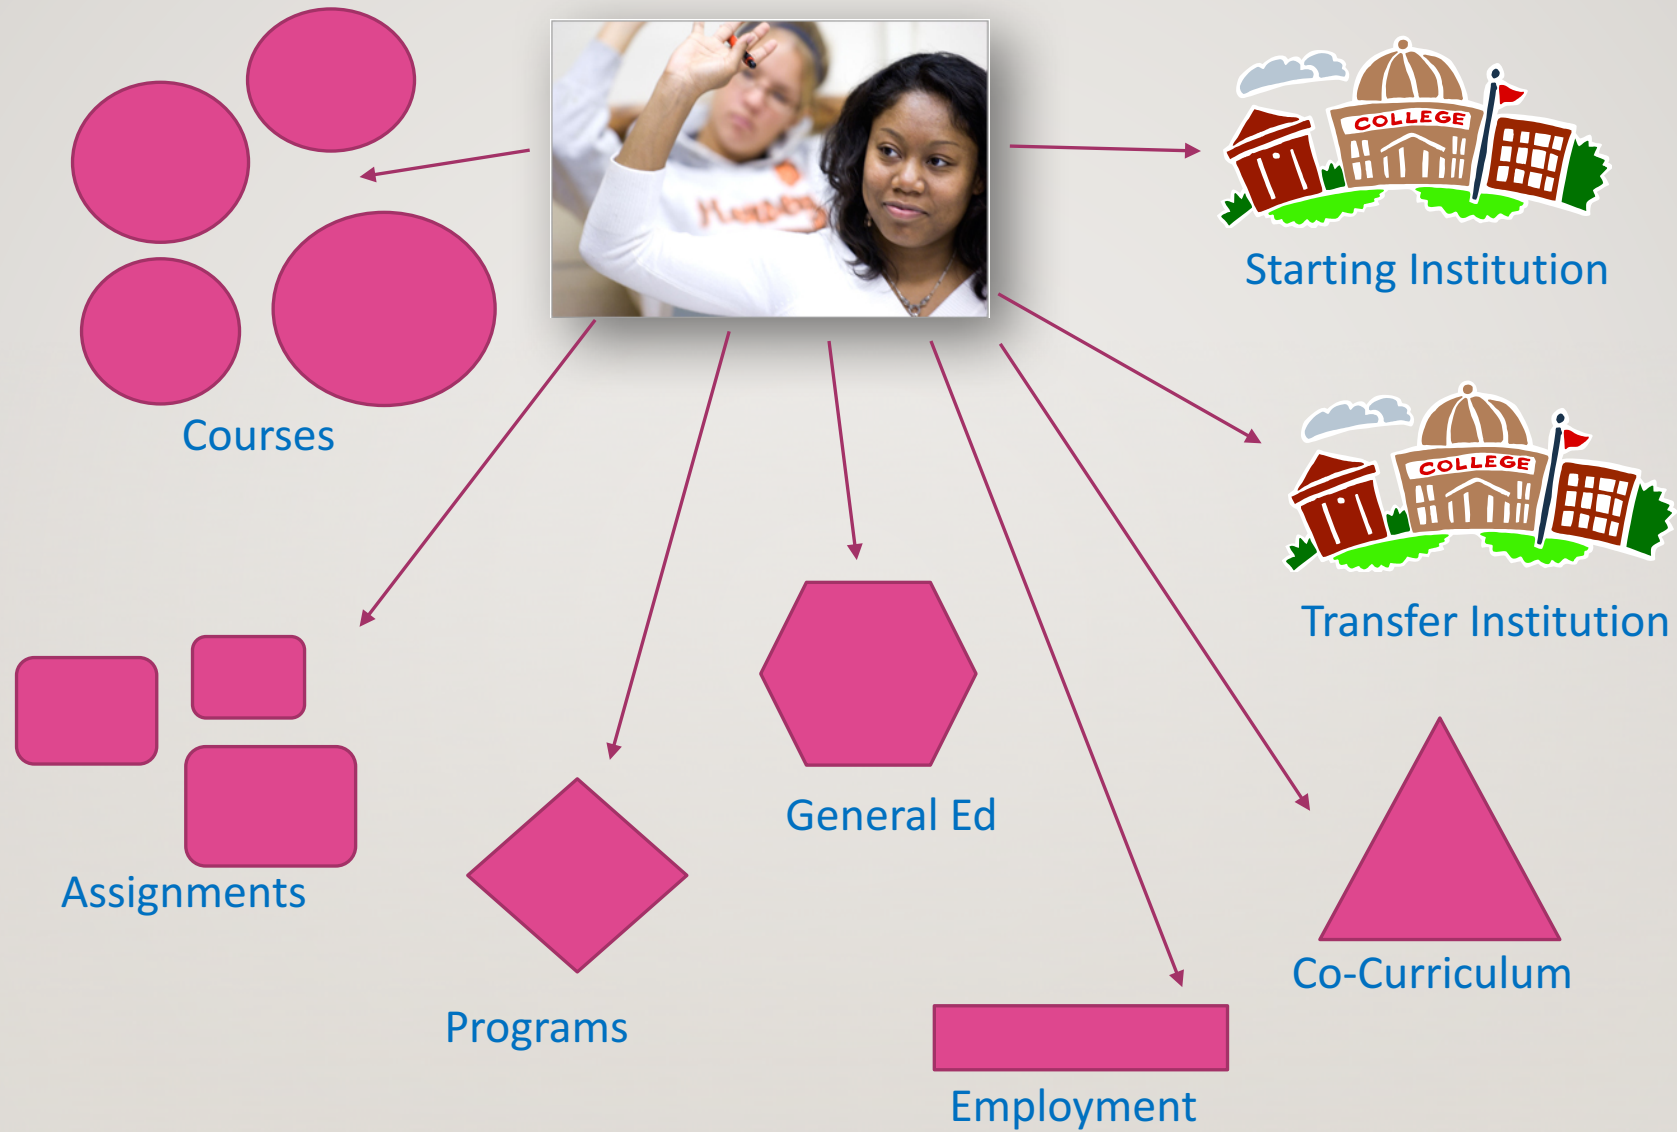 COLLEGE
Starting Institution
Courses
COLLEGE
Transfer Institution
General Ed
Assignments
Co-Curriculum
Programs
Employment